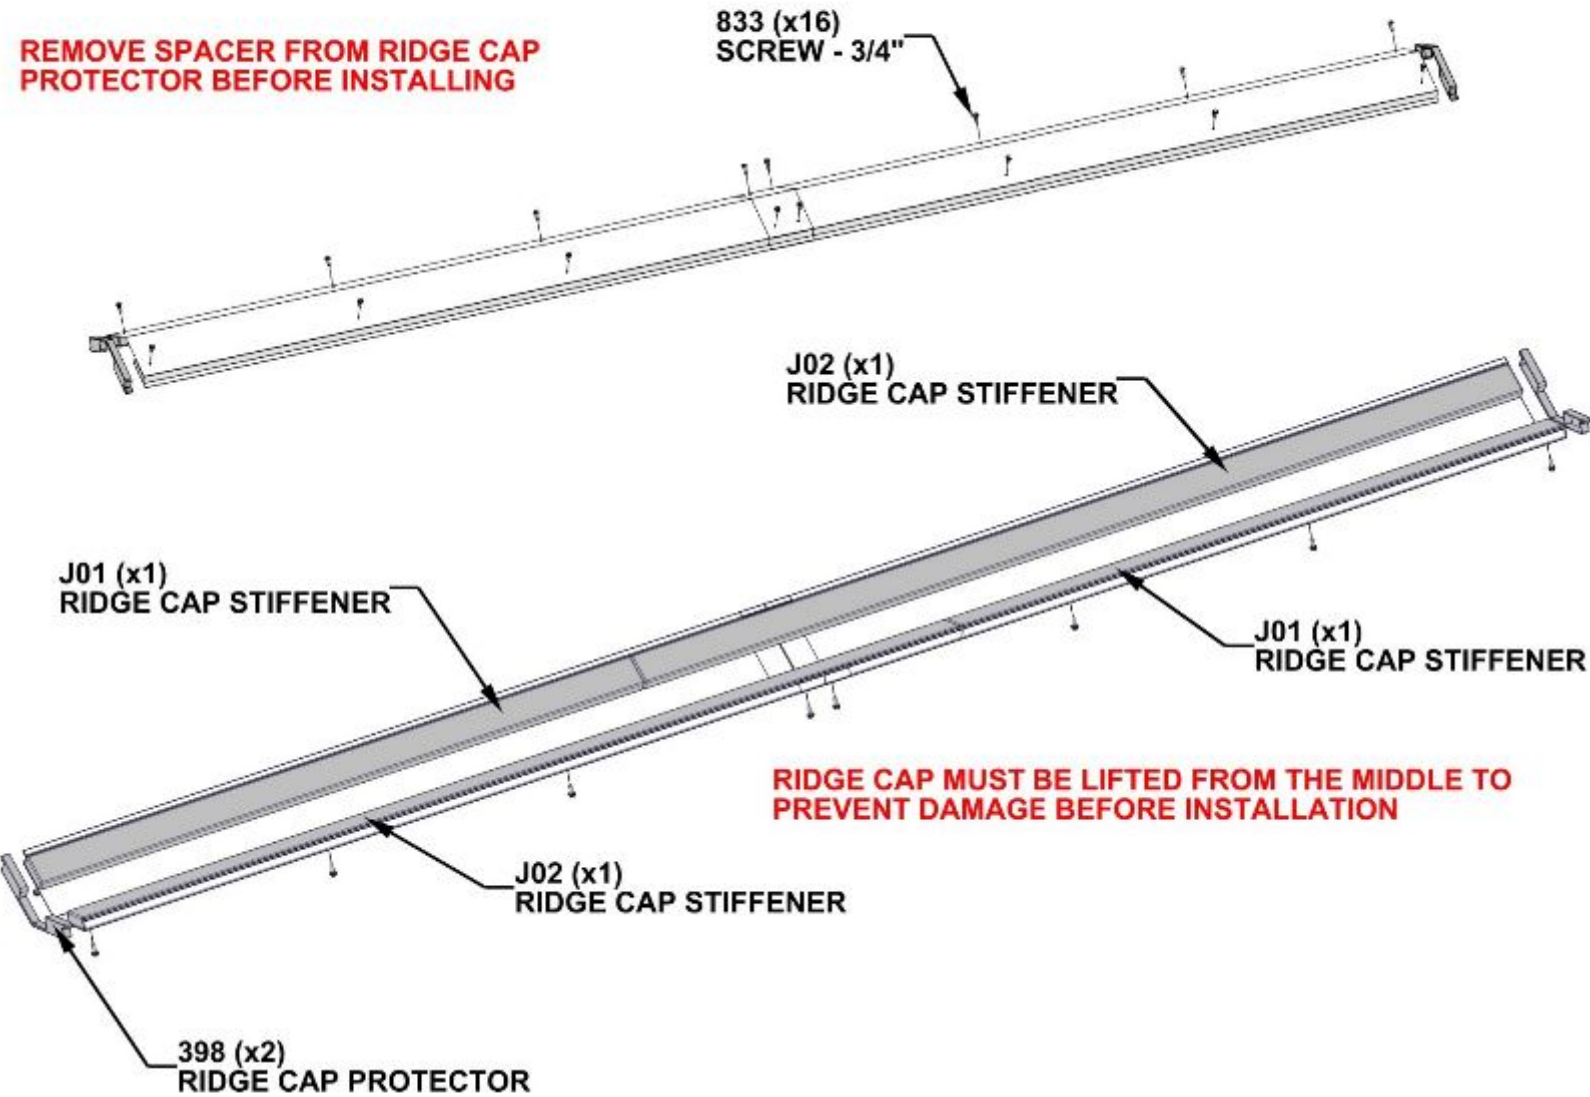 REMOVE SPACER FROM RIDGE CAP
PROTECTOR BEFORE INSTALLING
833 (x16)
SCREW - 3/4"
J02 (x1)
RIDGE CAP STIFFENER
J01 (x1)
RIDGE CAP STIFFENER
J01 (x1)
RIDGE CAP STIFFENER
RIDGE CAP MUST BE LIFTED FROM THE MIDDLE TO
PREVENT DAMAGE BEFORE INSTALLATION
J02 (x1)
RIDGE CAP STIFFENER
398 (x2)
RIDGE CAP PROTECTOR